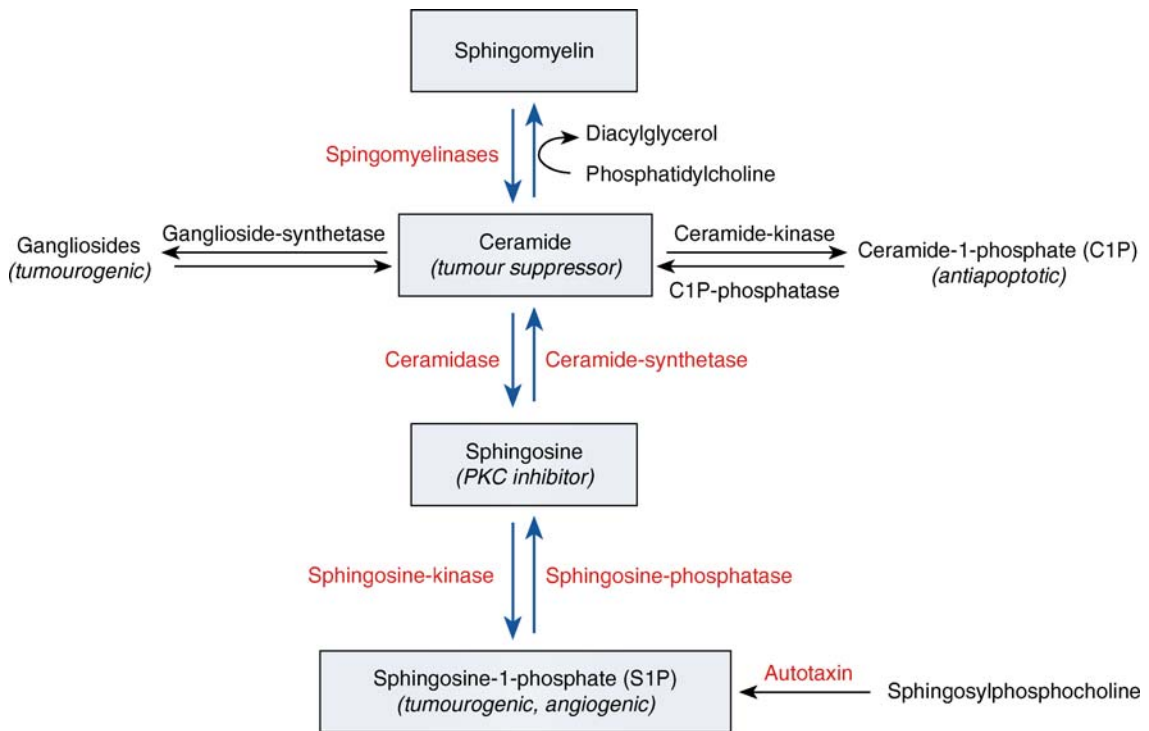 Sphingomyelin
Spingomyelinases
Diacylglycerol
Phosphatidylcholine
Gangliosides
(tumourogenic)
Ganglioside-synthetase
Ceramide
(tumour suppressor)
Ceramide-kinase
C1P-phosphatase
Ceramide-1-phosphate (C1P)
(antiapoptotic)
Ceramidase
Ceramide-synthetase
Sphingosine
(PKC inhibitor)
Sphingosine-kinase
Sphingosine-phosphatase
Sphingosine-1-phosphate (S1P)
(tumourogenic, angiogenic)
Autotaxin
Sphingosylphosphocholine